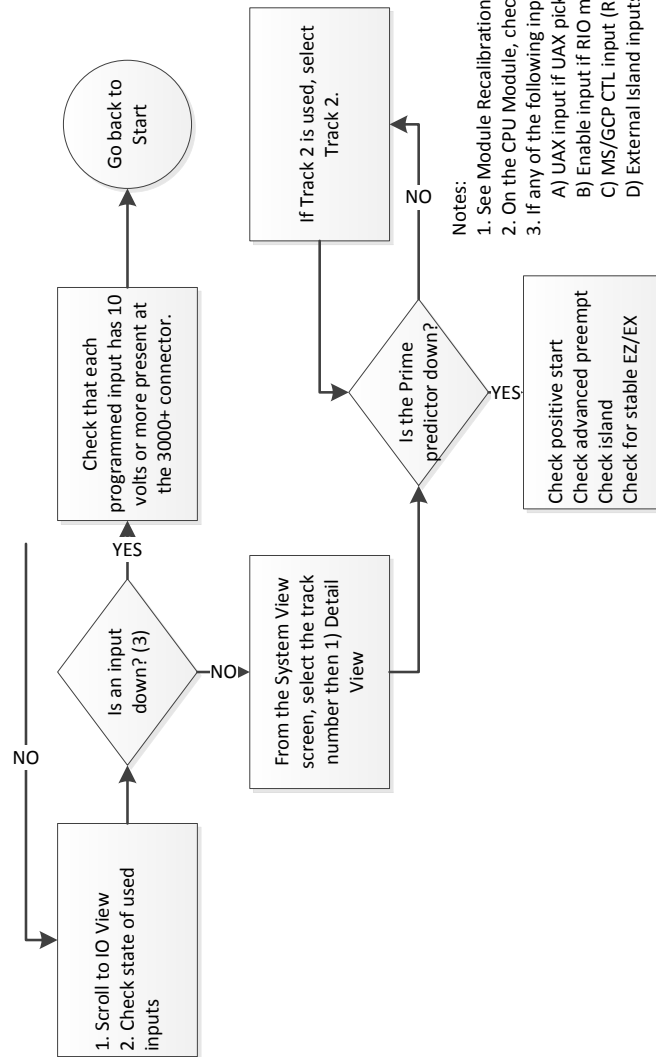 NO
1. Scroll to IO View
2. Check state of used
inputs
Is an input
down? (3)
YES
Check that each
programmed input has 10
volts or more present at
the 3000+ connector.
Go back to
Start
NO
From the System View
screen, select the track
number then 1) Detail
View
Is the Prime
predictor down?
NO
If Track 2 is used, select
Track 2.
YES
Check positive start
Check advanced preempt
Check island
Check for stable EZ/EX
Notes:
1. See Module Recalibration
2. On the CPU Module, chec
3. If any of the following inp
A) UAX input if UAX pick
B) Enable input if RIO m
C) MS/GCP CTL input (R
D) External Island inputs